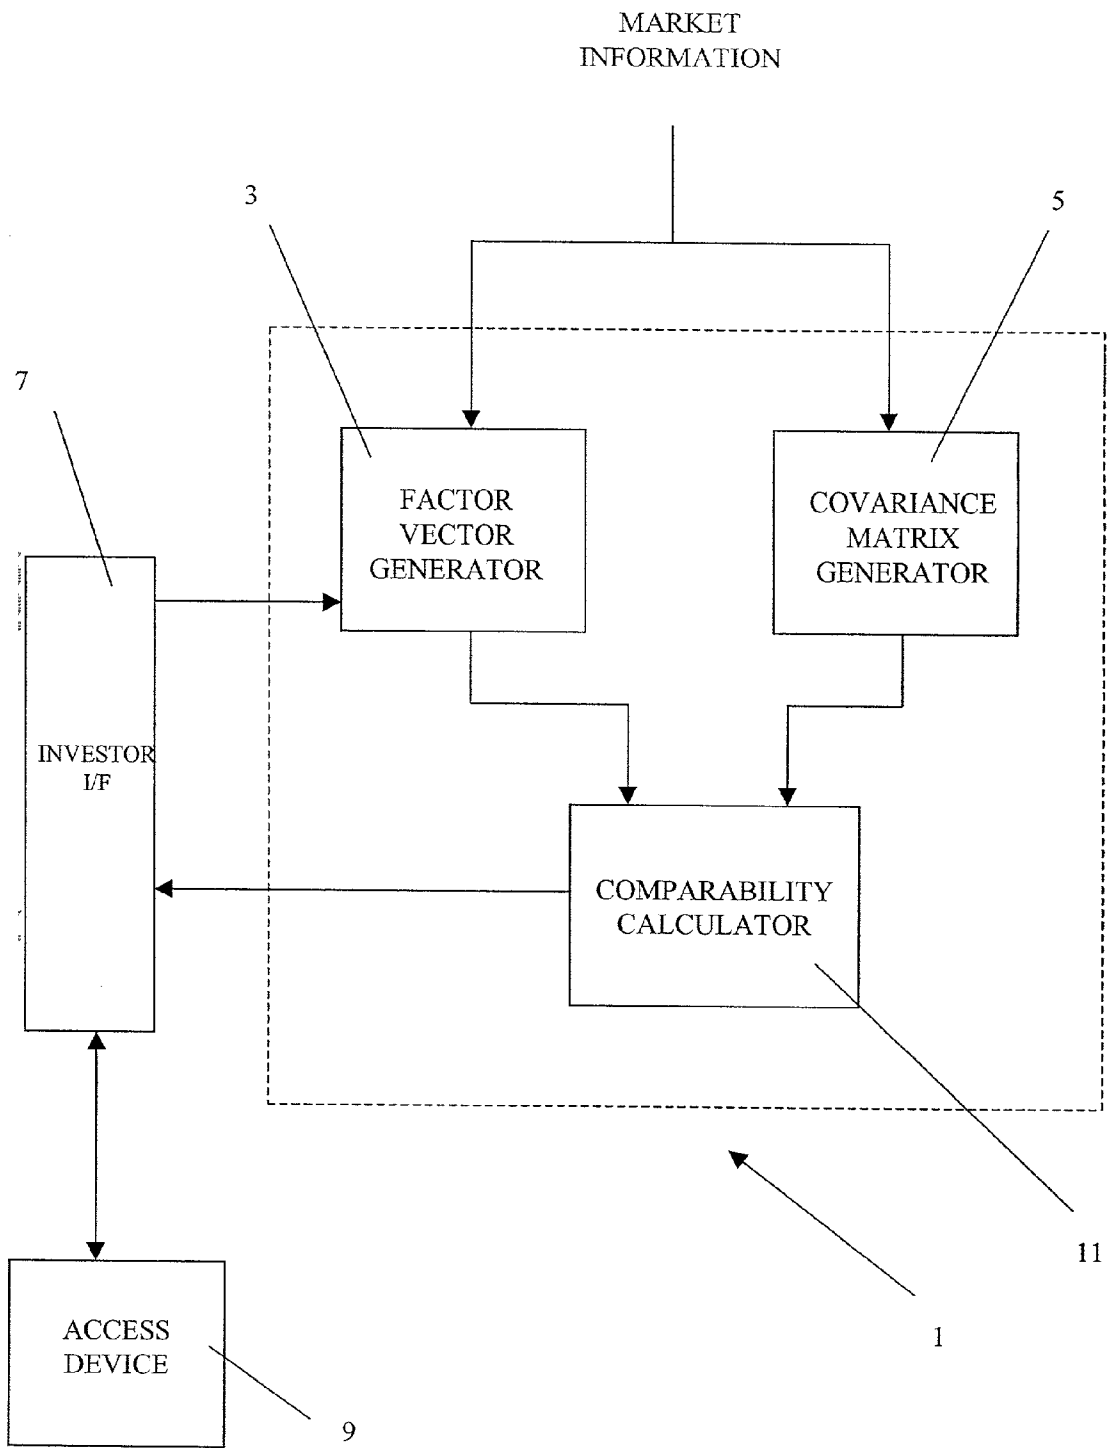 MARKET
INFORMATION
3
5
7
FACTOR
VECTOR
GENERATOR
COVARIANCE
MATRIX
GENERATOR
INVESTOR
I/F
COMPARABILITY
CALCULATOR
11
1
ACCESS
DEVICE
9